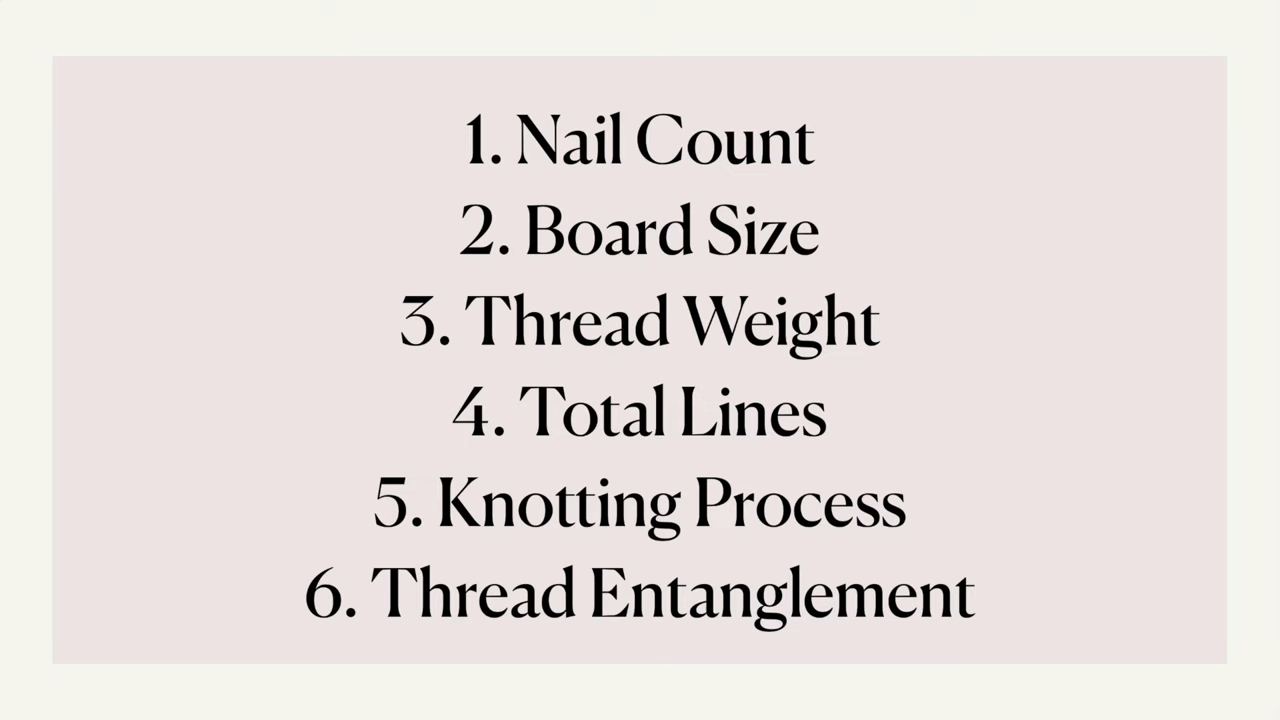 1. Nail Count
2. Board Size
3. Thread Weight
4. Total Lines
5. Knotting Process
6. Thread Entanglement